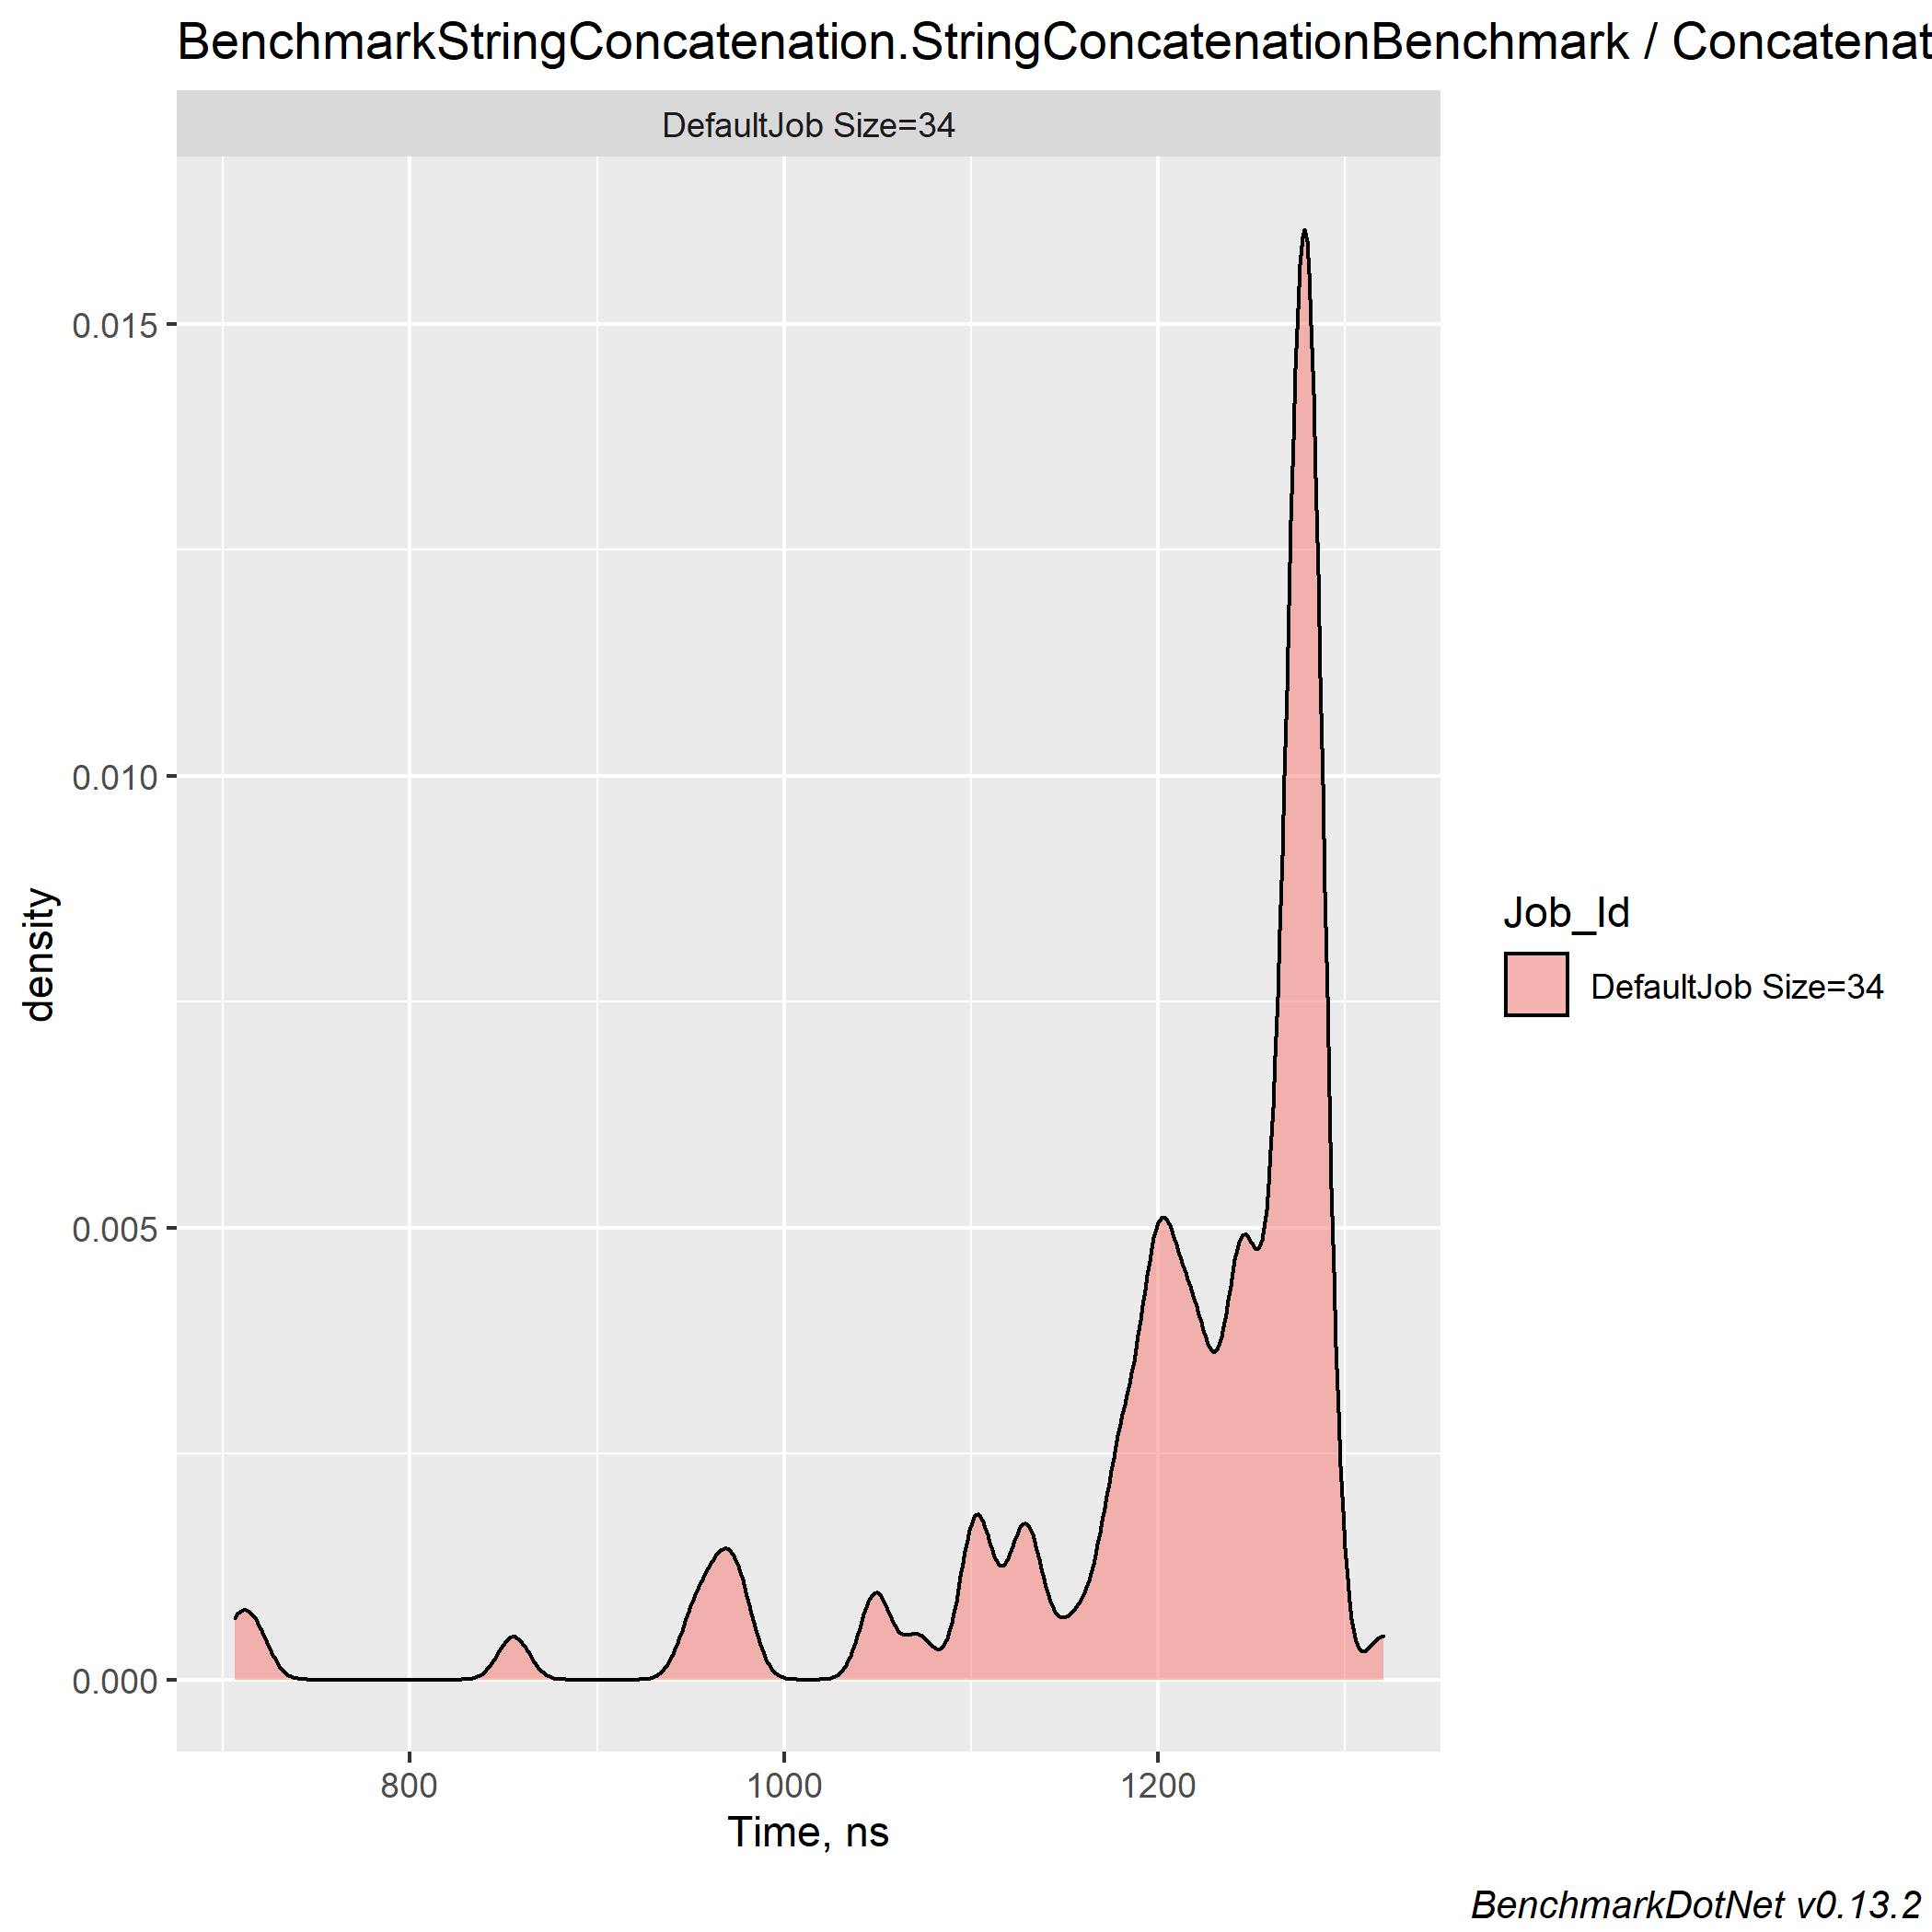 BenchmarkStringConcatenation.StringConcatenationBenchmark / Concatenat
DefaultJob Size=34
0.015
0.010
0.005
0.000
density
800 1000 1200
Time, ns
Job_Id
DefaultJob Size=34
BenchmarkDotNet v0.13.2